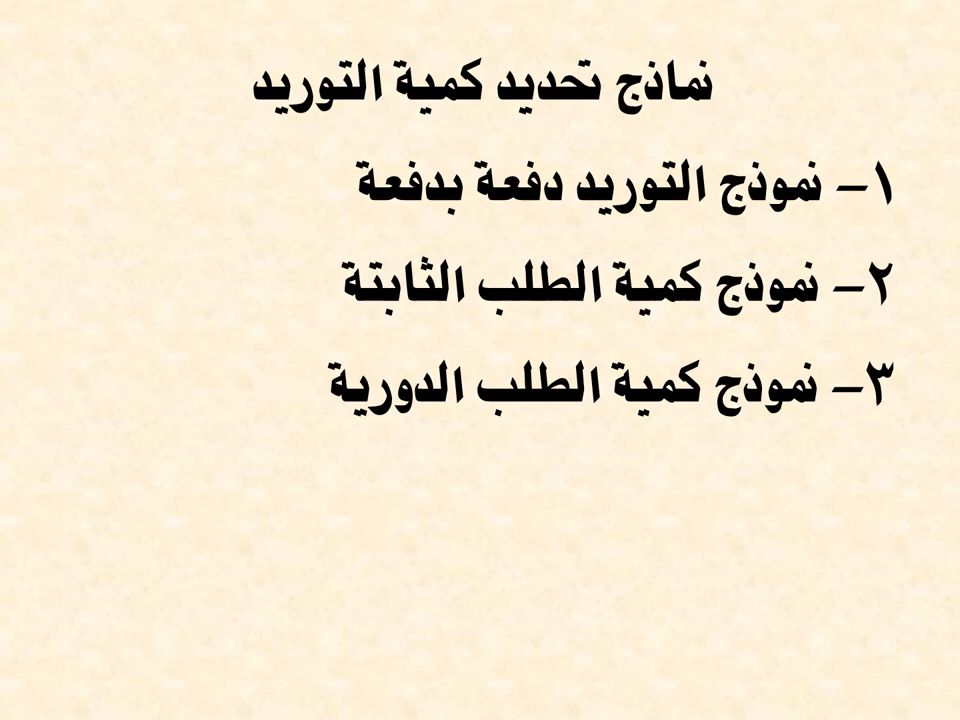 نماذج تحديد كمية التوريد
١- نموذج التوريد دفعة بدفعة
٢- نموذج كمية الطلب الثابتة
٣- نموذج كمية الطلب الدورية